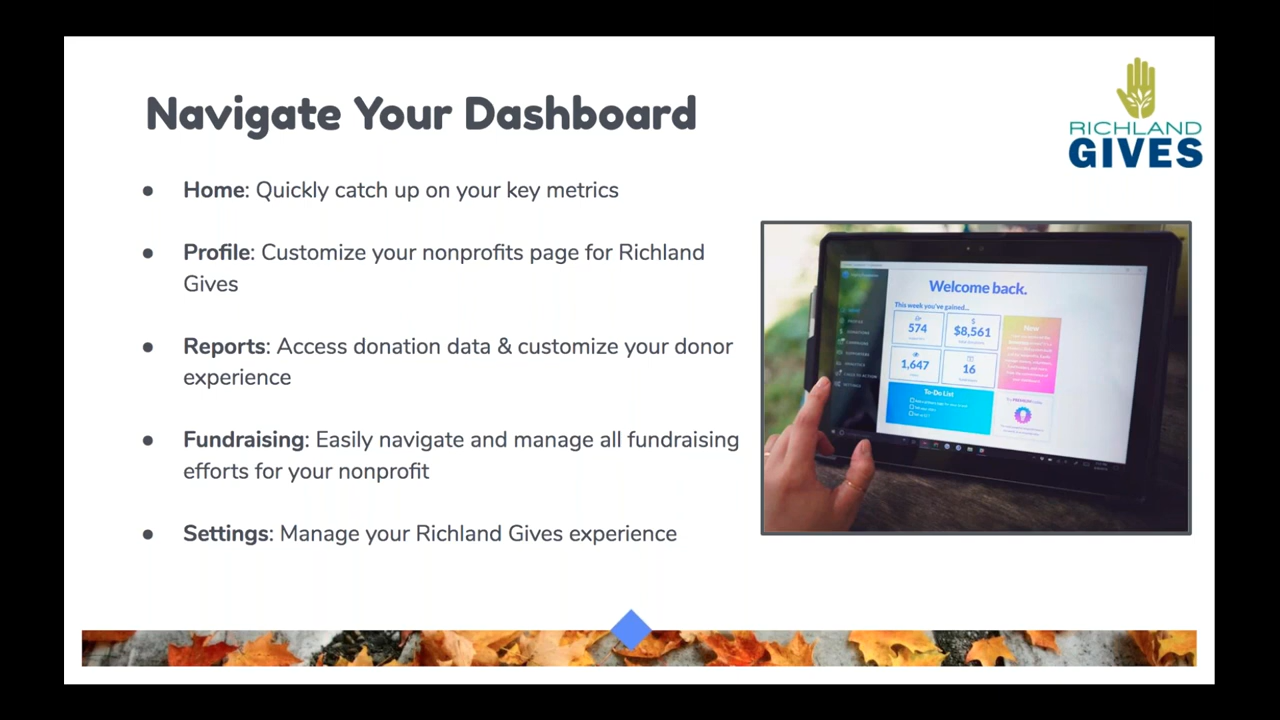 Navigate Your Dashboard
RICHLAND
GIVES
● Home: Quickly catch up on your key metrics
● Profile: Customize your nonprofits page for Richland
Gives
● Reports: Access donation data & customize your donor
experience
● Fundraising: Easily navigate and manage all fundraising
efforts for your nonprofit
● Settings: Manage your Richland Gives experience
Welcome back.
This week you've gained...
574
$8,561
1,647
16
New
To-Do List